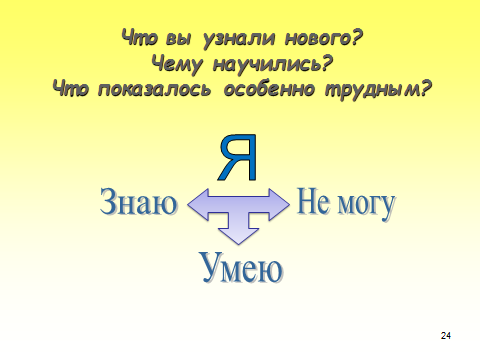 Что вы узнали нового?
Чему научились?
Что показалось особенно трудным?
Я
Знаю
Не могу
Умею
24